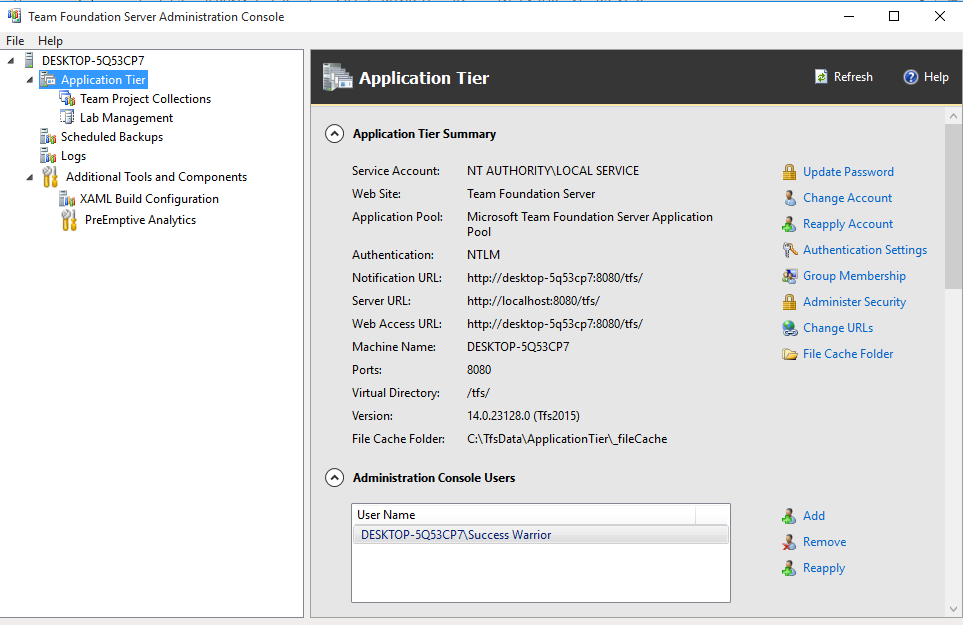 Team Foundation Server Administration Console
File Help
DESKTOP-5Q53CP7
Application Tier
Team Project Collections
Lab Management
Scheduled Backups
Logs
Additional Tools and Components
XAML Build Configuration
PreEmptive Analytics
Application Tier
Refresh
Help
Application Tier Summary
Service Account: NT AUTHORITY\LOCAL SERVICE
Web Site: Team Foundation Server
Application Pool: Microsoft Team Foundation Server Application
Pool
Authentication: NTLM
Notification URL: http://desktop-5q53cp7:8080/tfs/
Server URL: http://localhost:8080/tfs/
Web Access URL: http://desktop-5q53cp7:8080/tfs/
Machine Name: DESKTOP-5Q53CP7
Ports: 8080
Virtual Directory: /tfs/
Version: 14.0.23128.0 (Tfs2015)
File Cache Folder: C:\TfsData\ApplicationTier\_fileCache
Update Password
Change Account
Reapply Account
Authentication Settings
Group Membership
Administer Security
Change URLs
File Cache Folder
Administration Console Users
User Name
DESKTOP-5Q53CP7\Success Warrior
Add
Remove
Reapply